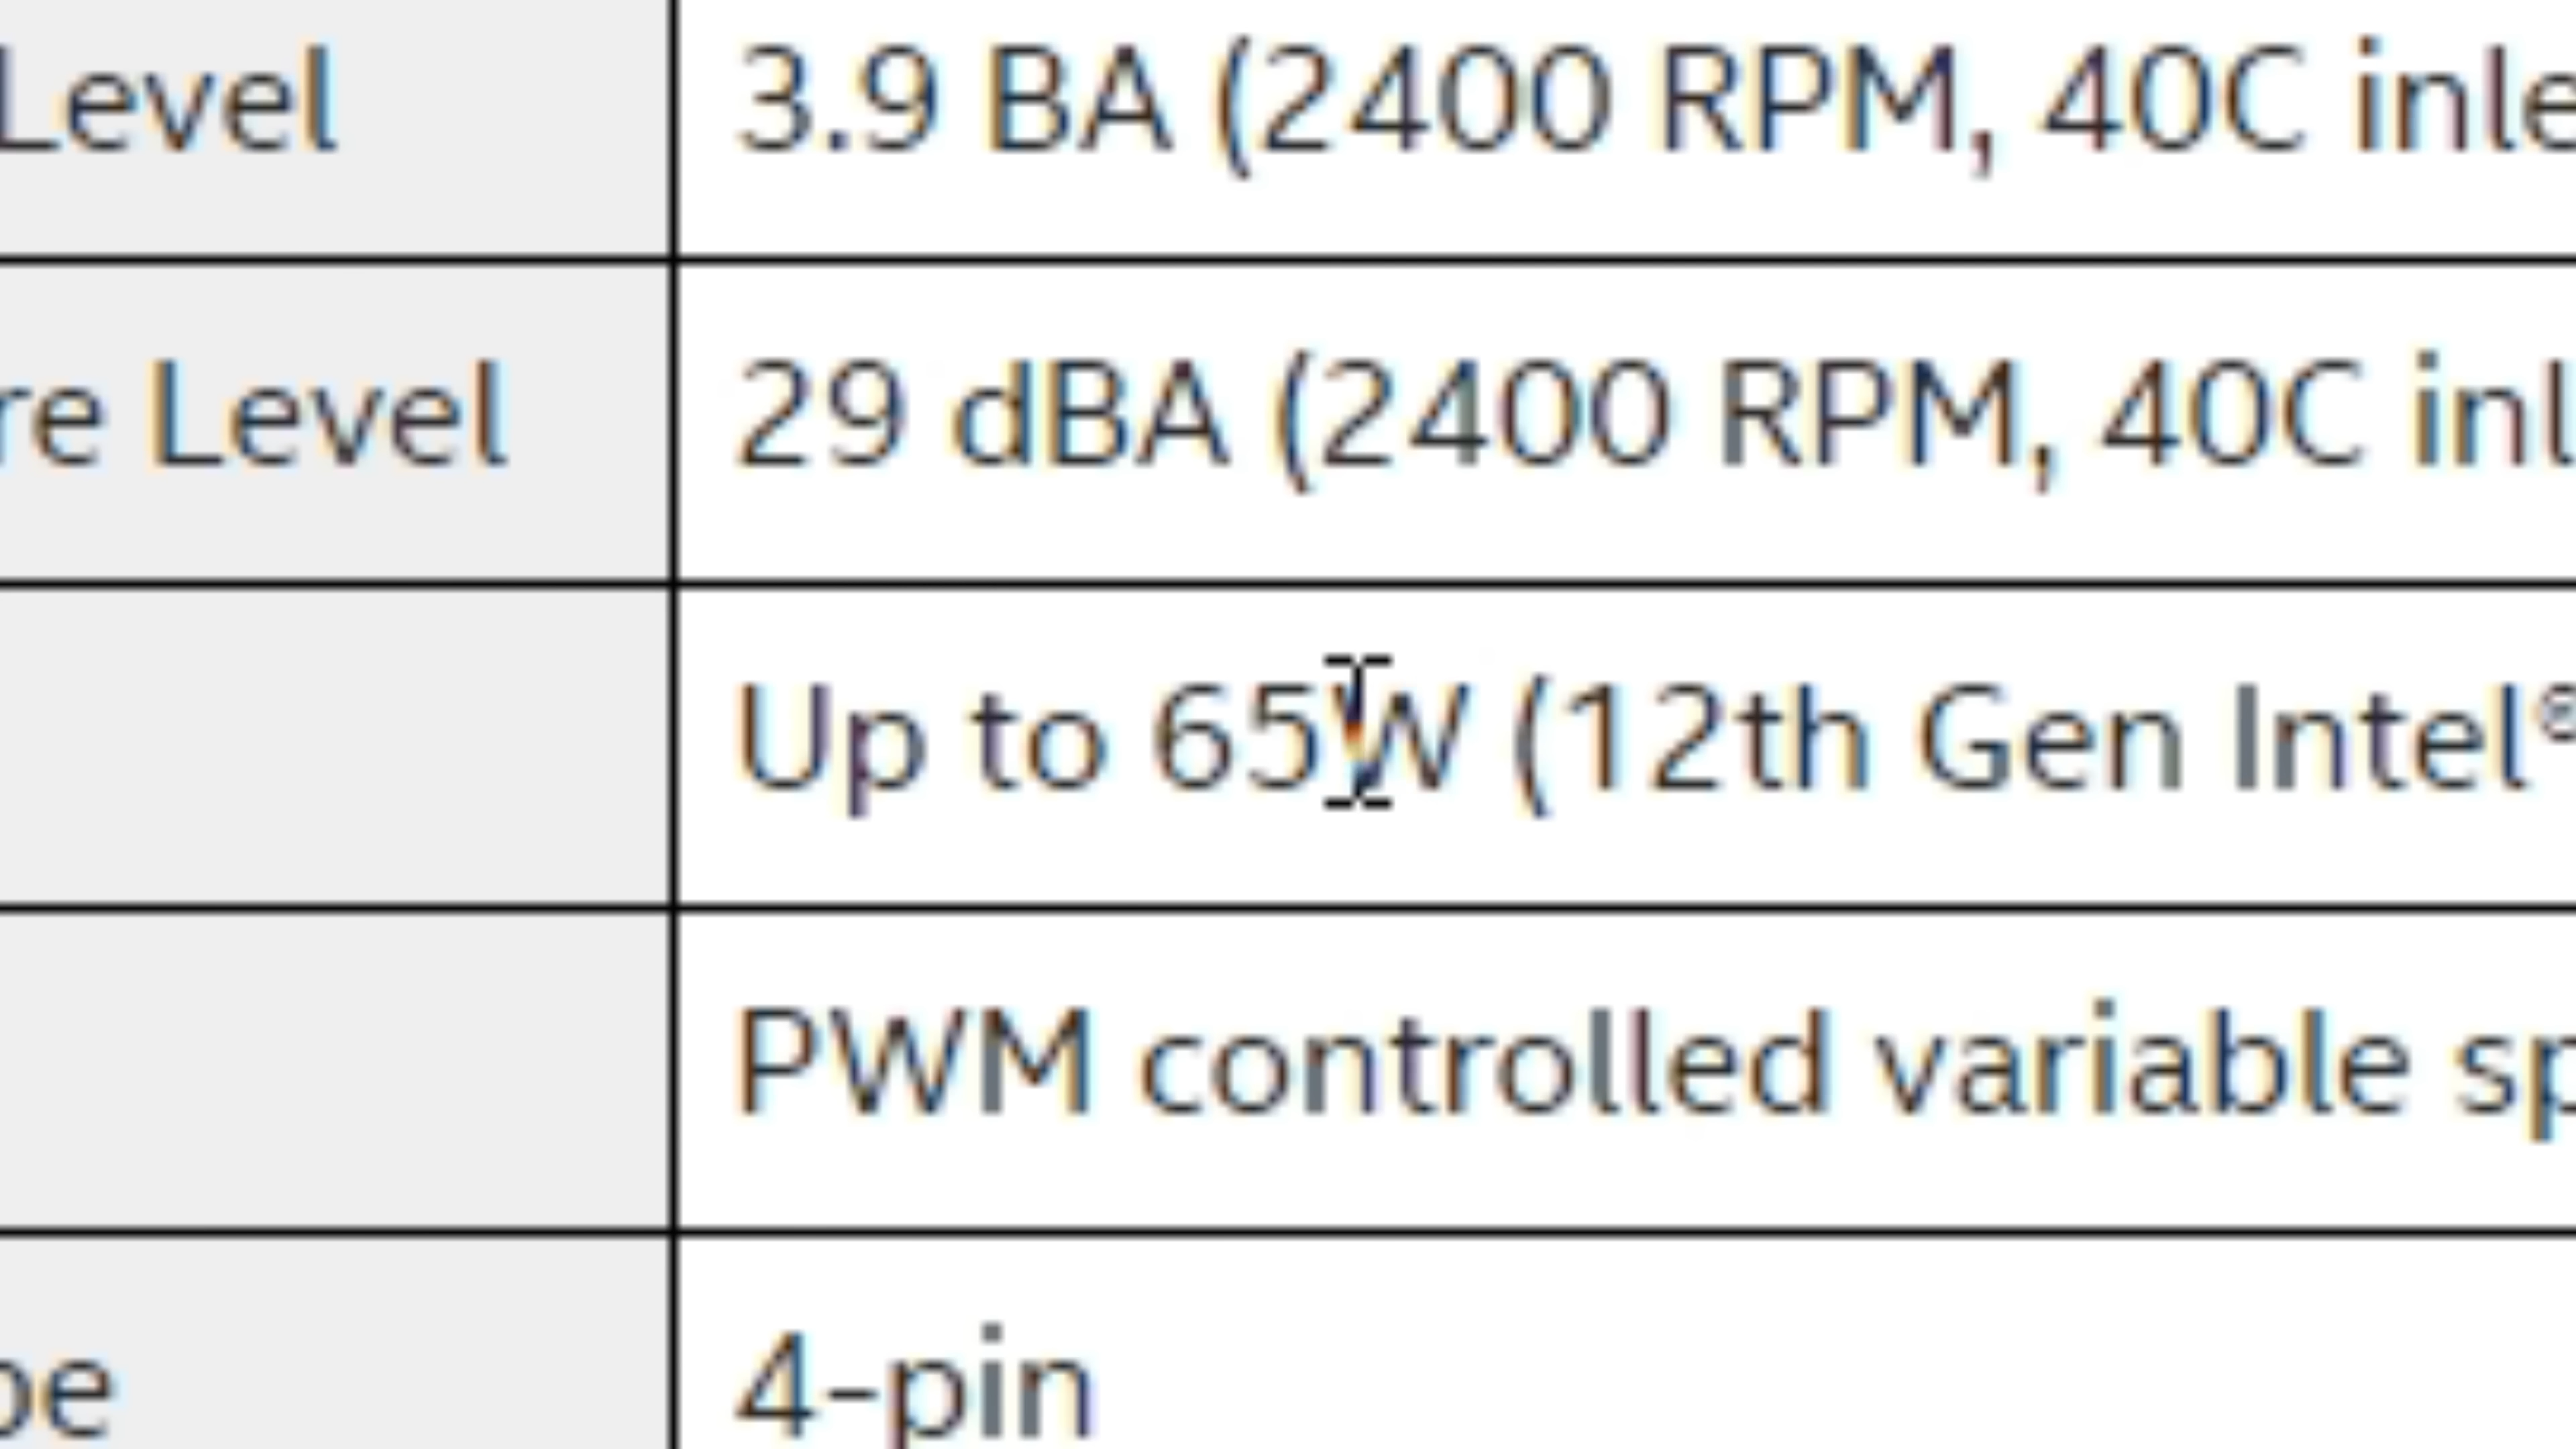 Level 3.9 BA (2400 RPM, 40C
Level 29 dBA (2400 RPM, 40C
Up to 65W (12th Gen Intel®
PWM controlled variable
4-pin